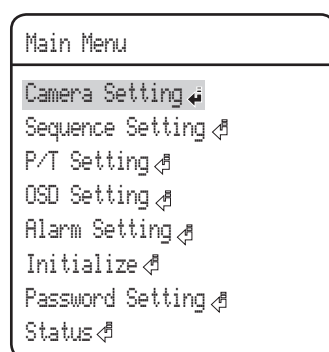 Main Menu
Camera Setting
Sequence Setting
P/T Setting
OSD Setting
Alarm Setting
Initialize
Password Setting
Status